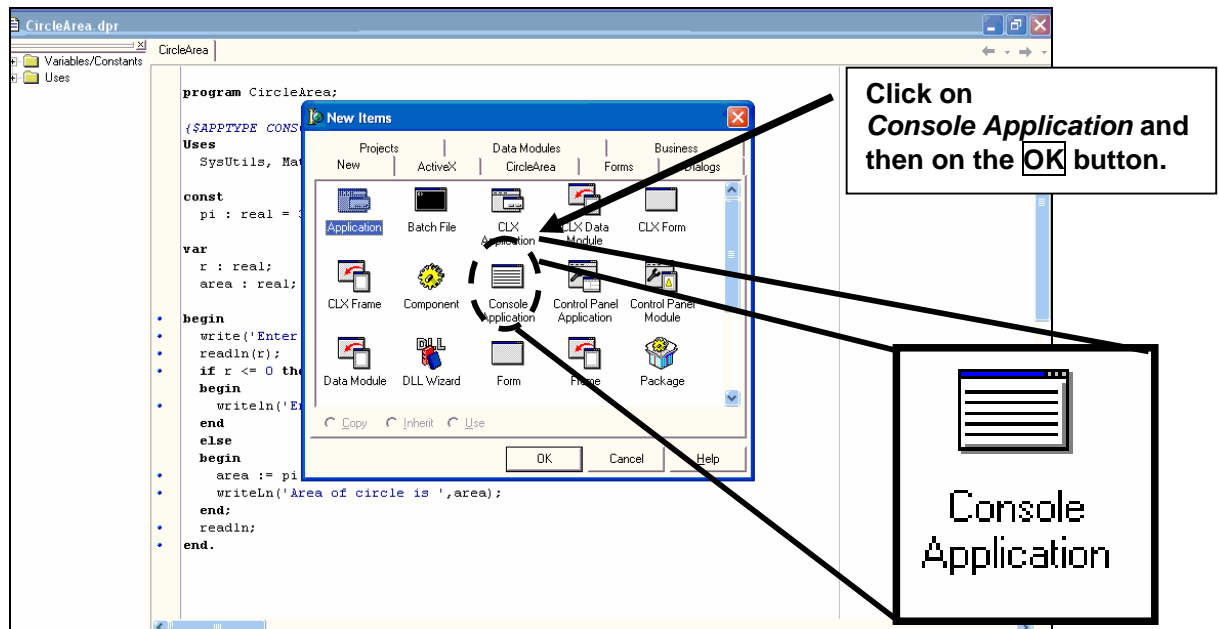 CircleArea.dpr
CircleArea
Variables/Constants
Uses
program CircleArea;
{$APPTYPE CONS
Uses
SysUtils, Mat
const
pi : real = 3
var
r : real;
area : real;
begin
write('Enter
readln(r);
if r <= 0 the
begin
writeln('Er
end
else
begin
area := pi
writeLn('Area of circle is ',area);
end;
readln;
end.
New Items
Projects
Data Modules
Business
New
ActiveX
CircleArea
Forms
Dialogs
Application
Batch File
CLX
Application
CLX Data
Module
CLX Form
CLX Frame
Component
Console
Application
Control Panel
Application
Control Panel
Module
Data Module
DLL
DLL Wizard
Form
Frame
Package
Copy
Inherit
Use
OK
Cancel
Help
Click on
Console Application and
then on the OK button.
Console
Application